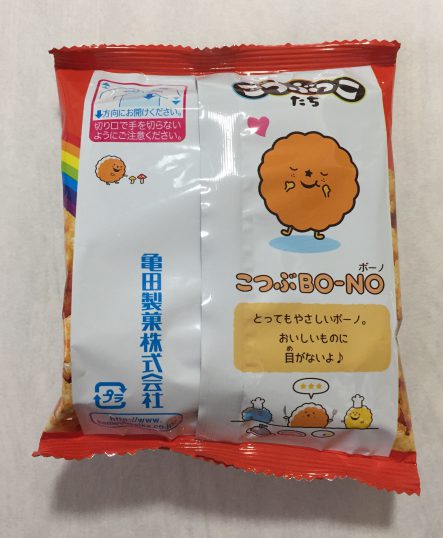 こつぶっこ
たち
↓方向にお開けください。
切り口で手を切らない
ようにご注意ください。
ボーノ
こつぶBO-NO
とってもやさしいボーノ。
おいしいものに
め
目がないよ♪
亀田製菓株式会社
プラ
http://www.